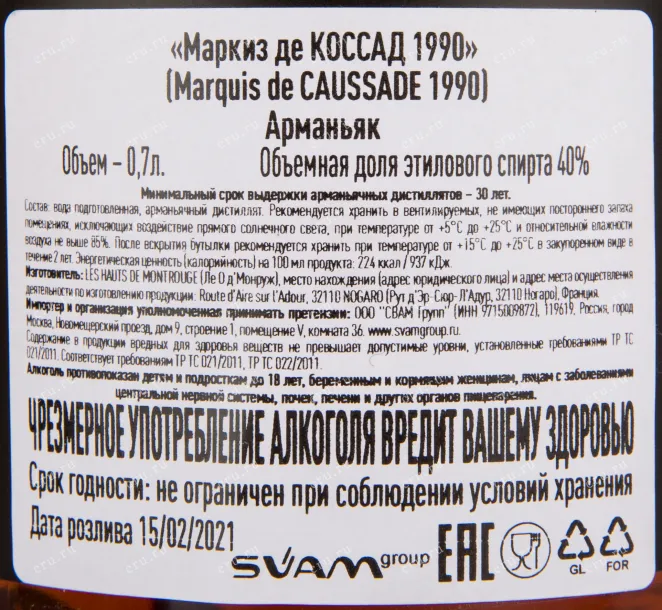 «Маркиз де КОССАД 1990»
(Marquis de CAUSSADE 1990)
Арманьяк
Объем – 0,7л. Объемная доля этилового спирта 40%
Минимальный срок выдержки арманьячных дистиллятов – 30 лет.
Состав: вода подготовленная, арманьячный дистиллят. Рекомендуется хранить в вентилируемых, не имеющих постороннего запаха
помещениях, исключающих воздействие прямого солнечного света, при температуре от +5°С до +25°С и относительной влажности
воздуха не выше 85%. После вскрытия бутылки рекомендуется хранить при температуре от +15°С до +25°С в закупоренном виде в
течение 2 лет. Энергетическая ценность (калорийность) на 100 мл продукта: 224 ккал / 937 кДж.
Изготовитель: LES HAUTS DE MONTROUGE (Ле О д'Монруж), место нахождения (адрес юридического лица) и адрес места осуществления
деятельности по изготовлению продукции: Route d'Aire sur l'Adour, 32110 NOGARO (Рут д'Эр-Сюр-Л'Адур, 32110 Ногаро), Франция.
Импортер и организация уполномоченная принимать претензии: ООО "СВАМ Групп" (ИНН 9715009872), 119619, Россия, город
Москва, Новомещерский проезд, дом 9, строение 1, помещение V, комната 36. www.svamgroup.ru.
Содержание в продукции вредных для здоровья веществ не превышает допустимые уровни, установленные требованиями ТР ТС
021/2011. Соответствует требованиям ТР ТС 021/2011, ТР ТС 022/2011.
Алкоголь противопоказан детям и подросткам до 18 лет, беременным и кормящим женщинам, лицам с заболеваниями
центральной нервной системы, почек, печени и других органов пищеварения.
ЧРЕЗМЕРНОЕ УПОТРЕБЛЕНИЕ АЛКОГОЛЯ ВРЕДИТ ВАШЕМУ ЗДОРОВЬЮ
Срок годности: не ограничен при соблюдении условий хранения
Дата розлива 15/02/2021
SVAM group EAC GL FOR